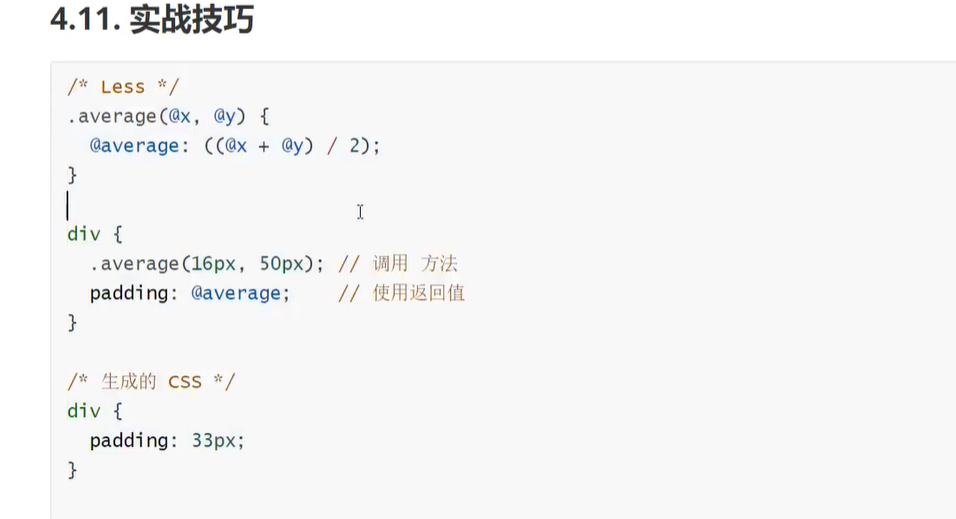 4.11. 实战技巧
/* Less */
.average(@x, @y) {
  @average: ((@x + @y) / 2);
}
div {
  .average(16px, 50px); // 调用 方法
  padding: @average;    // 使用返回值
}
/* 生成的 CSS */
div {
  padding: 33px;
}